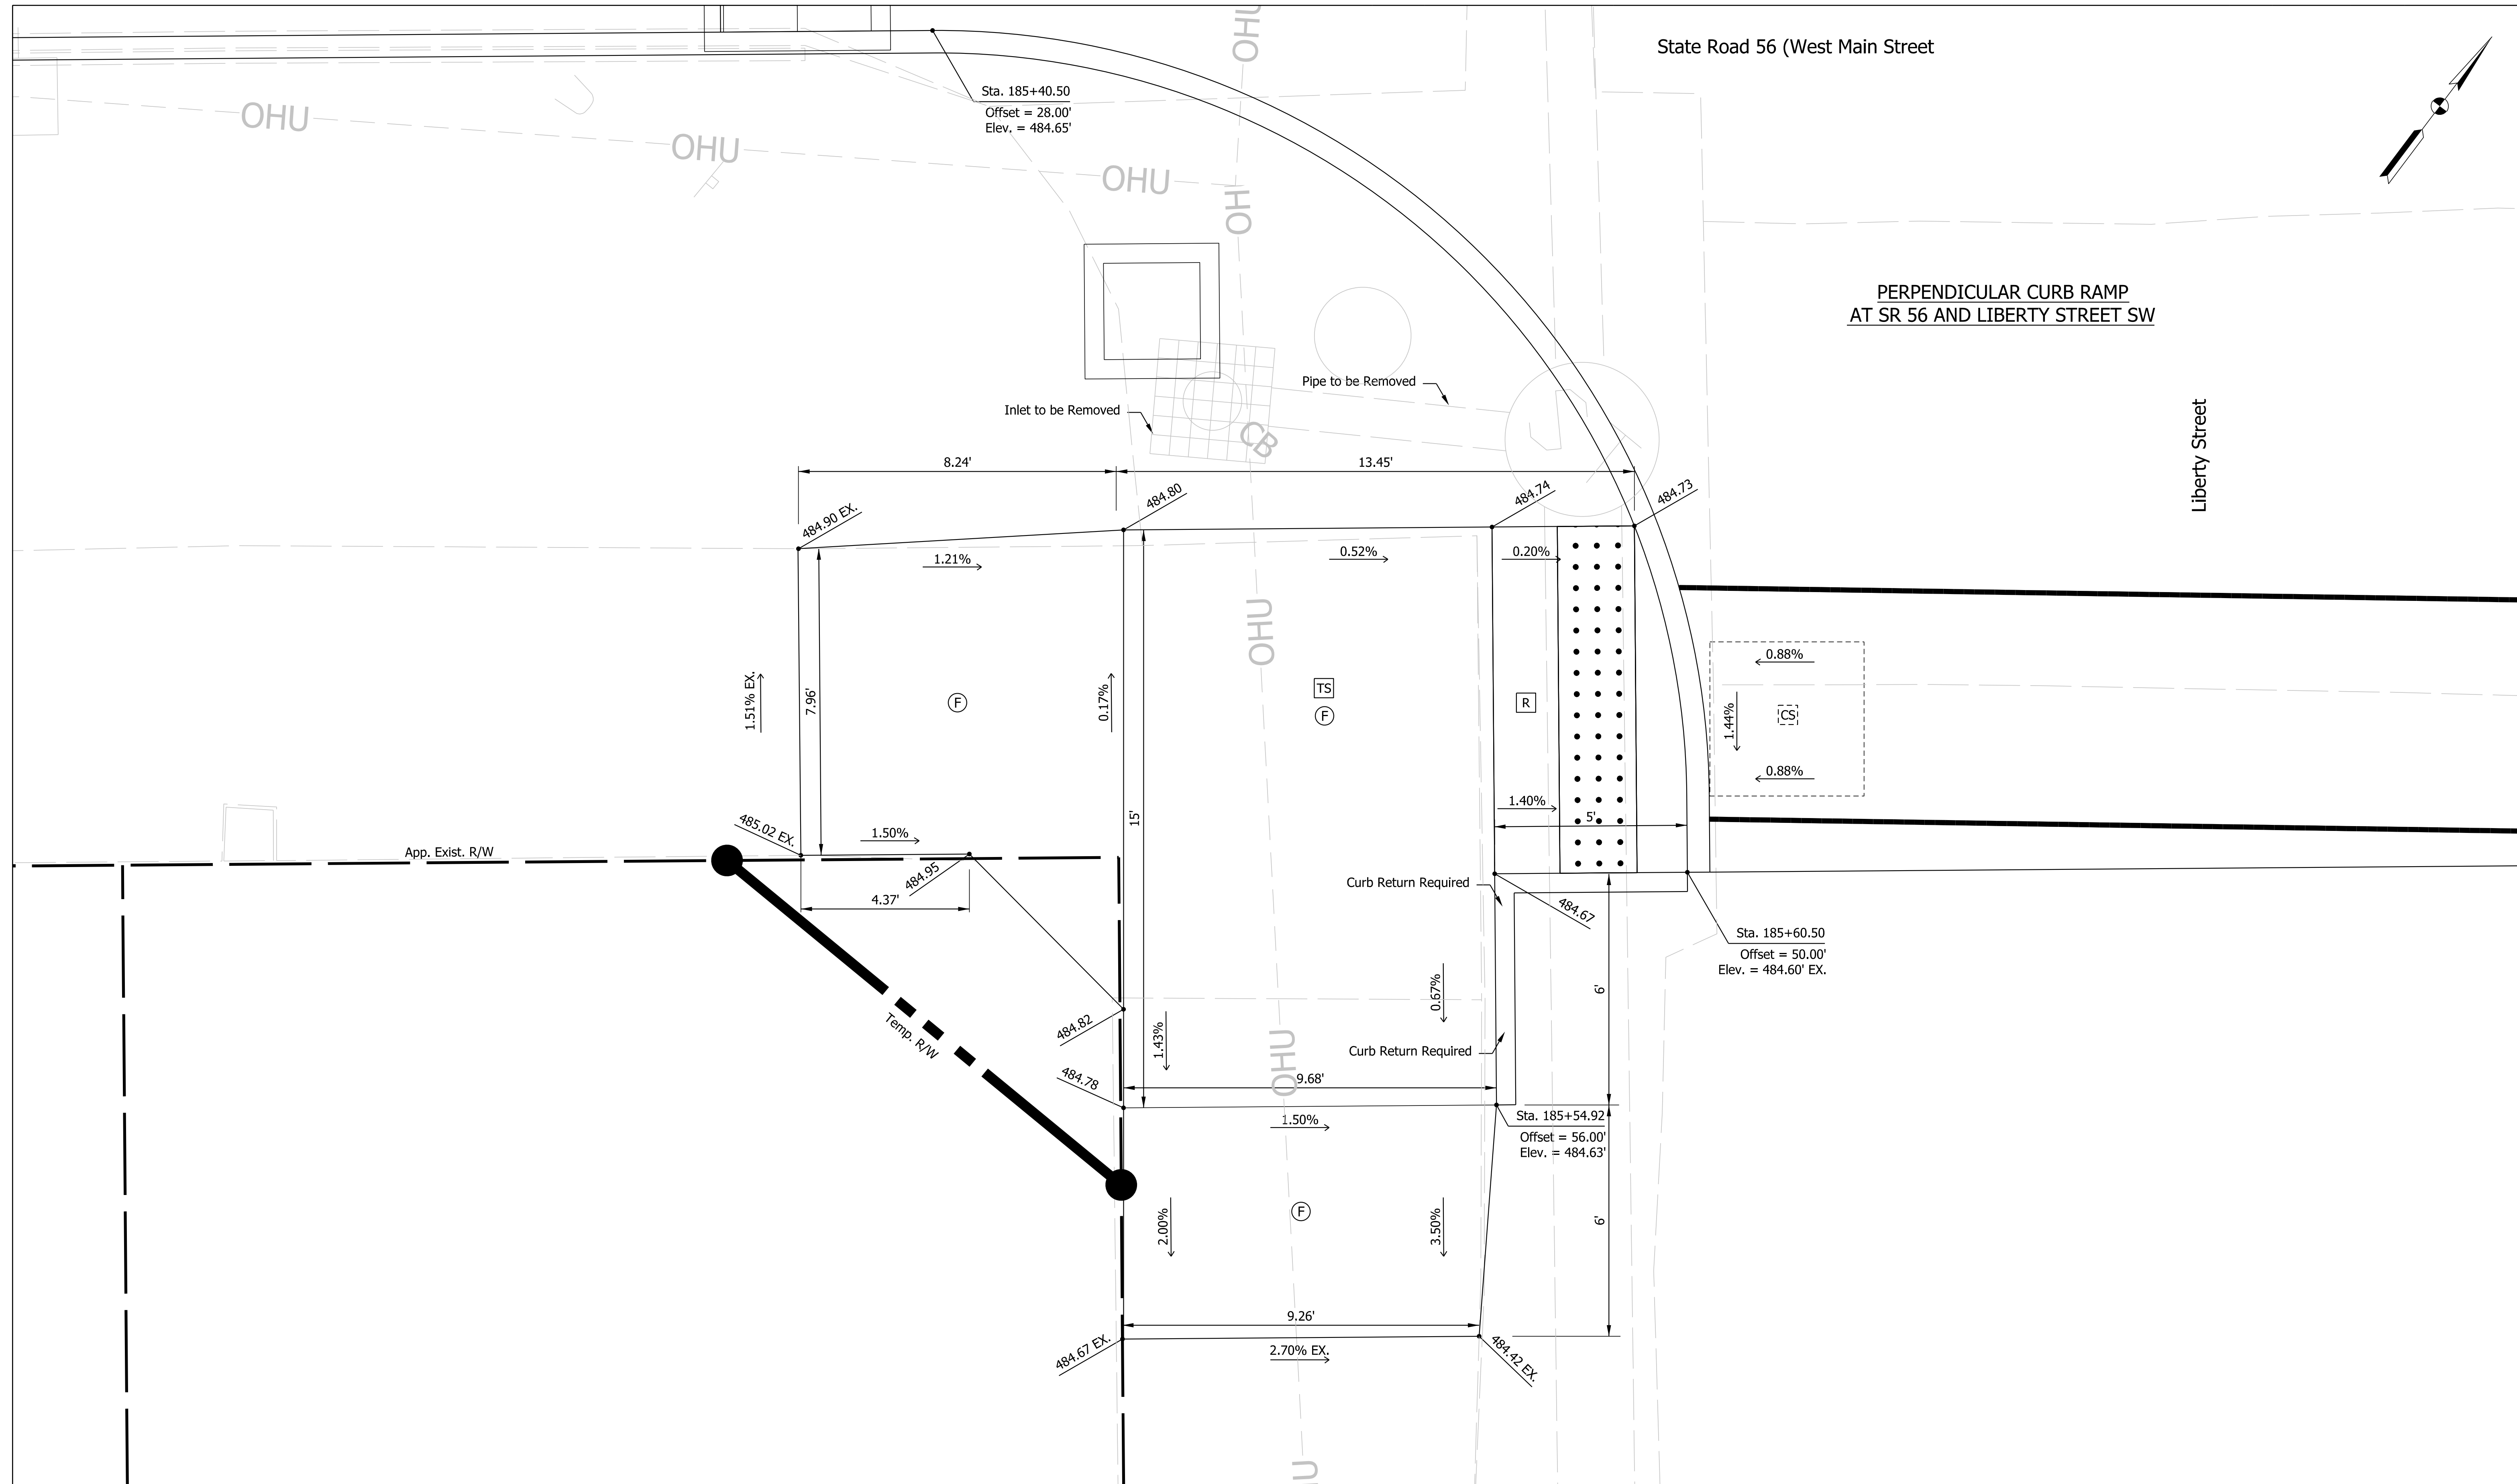 OHU
State Road 56 (West Main Street
Sta. 185+40.50
Offset = 28.00'
Elev. = 484.65'
OHU
OHU
OHU
OHU
PERPENDICULAR CURB RAMP
AT SR 56 AND LIBERTY STREET SW
Pipe to be Removed
Inlet to be Removed
CB
Liberty Street
8.24'
13.45'
484.90 EX.
484.80
484.74
484.73
1.21%
0.52%
0.20%
OHU
0.88%
1.51% EX.
7.96'
F
0.17%
TS
F
R
1.44%
CS
0.88%
1.40%
5'
15'
485.02 EX.
1.50%
App. Exist. R/W
484.95
4.37'
Curb Return Required
484.67
Sta. 185+60.50
Offset = 50.00'
Elev. = 484.60' EX.
6'
0.67%
Temp. R/W
484.82
1.43%
OHU
Curb Return Required
484.78
9.68'
1.50%
Sta. 185+54.92
Offset = 56.00'
Elev. = 484.63'
2.00%
F
3.50%
6'
9.26'
484.67 EX.
2.70% EX.
484.42 EX.
U